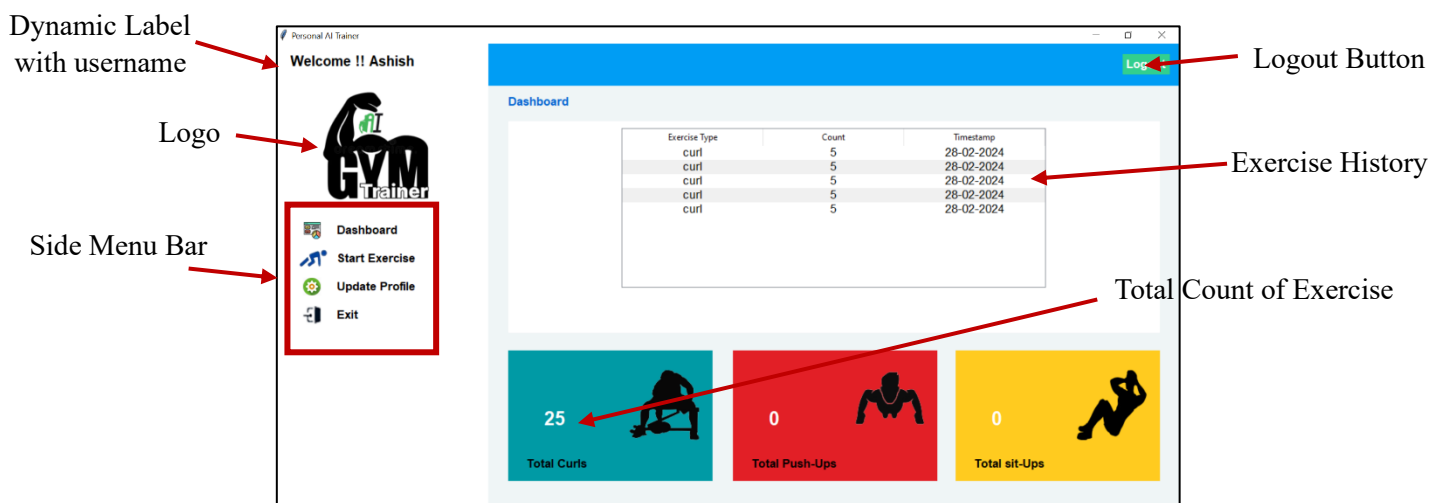 Dynamic Label
with username
Personal AI Trainer
Welcome !! Ashish
Logout Button
Dashboard
Logo
AI
GYM
Trainer
Exercise Type Count Timestamp
curl 5 28-02-2024
curl 5 28-02-2024
curl 5 28-02-2024
curl 5 28-02-2024
curl 5 28-02-2024
Exercise History
Side Menu Bar
Dashboard
Start Exercise
Update Profile
Exit
Total Count of Exercise
25
Total Curls
0
Total Push-Ups
0
Total sit-Ups